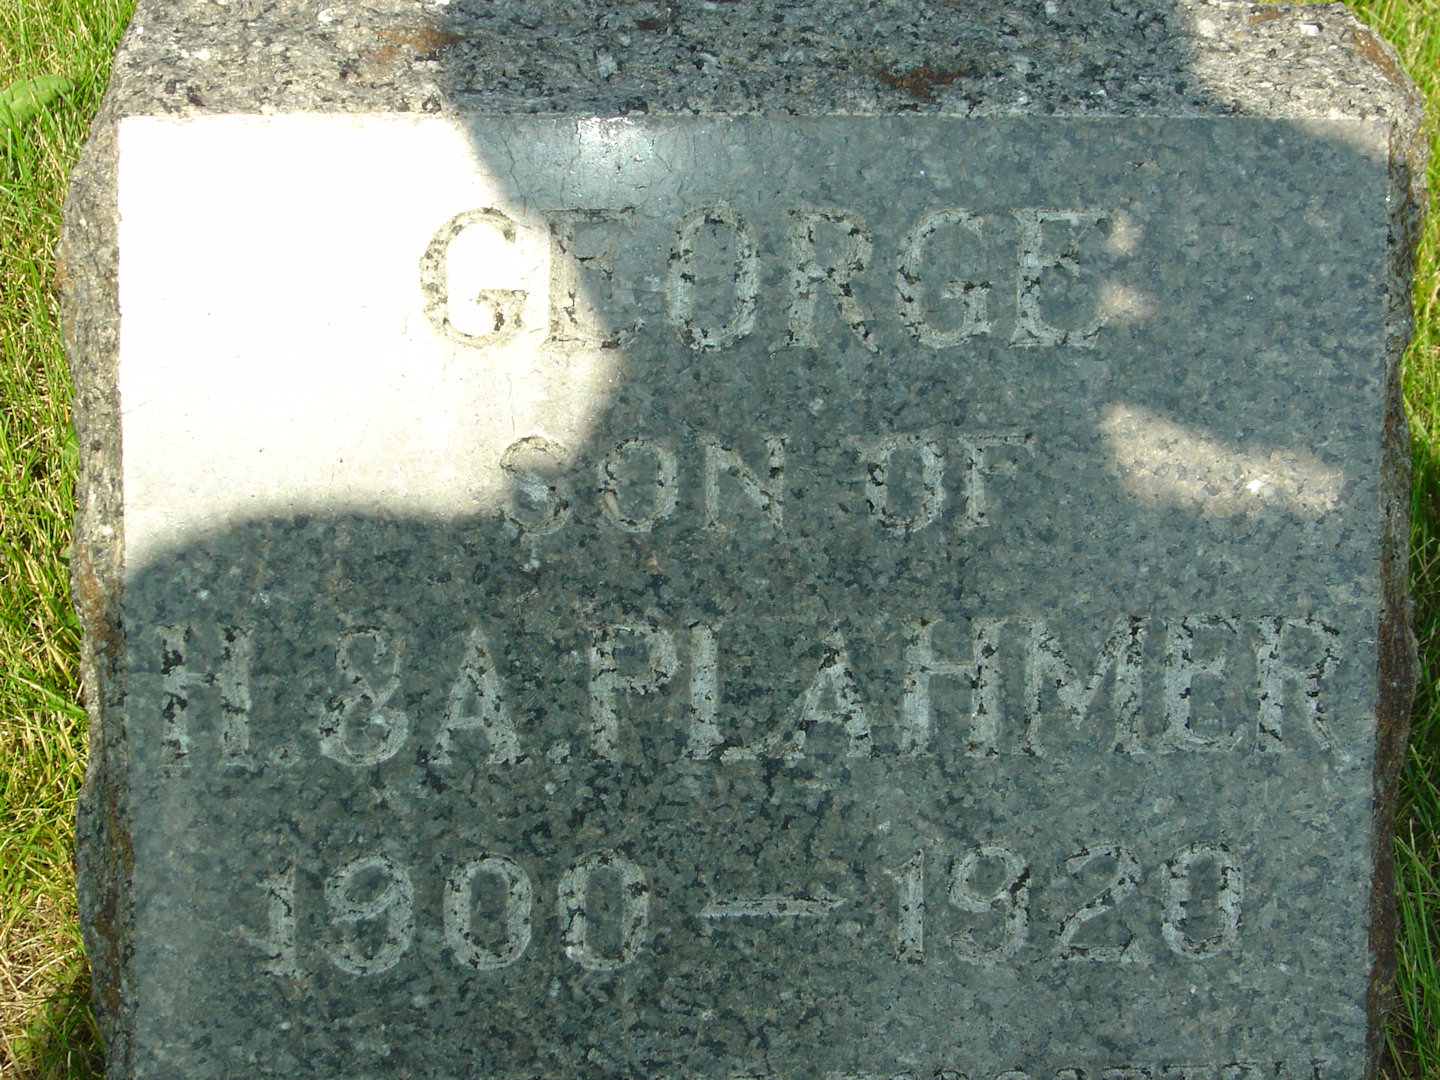 GEORGE
SON OF
H. & A. PLAHMER
1900 — 1920